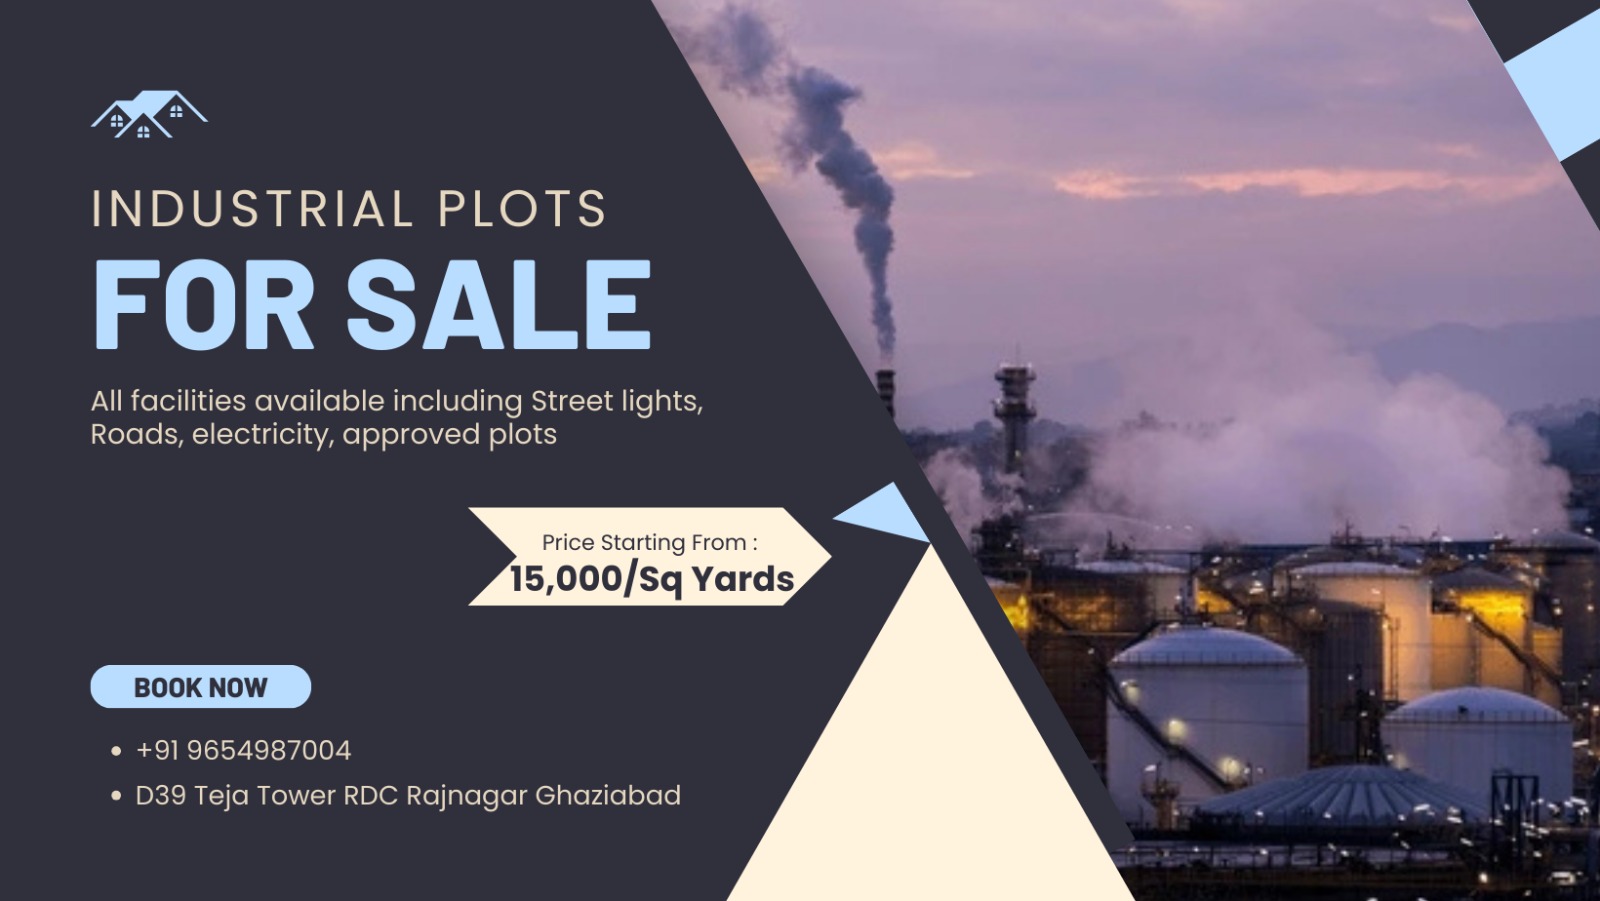 INDUSTRIAL PLOTS
FOR SALE
All facilities available including Street lights,
Roads, electricity, approved plots
Price Starting From :
15,000/Sq Yards
BOOK NOW
• +91 9654987004
• D39 Teja Tower RDC Rajnagar Ghaziabad